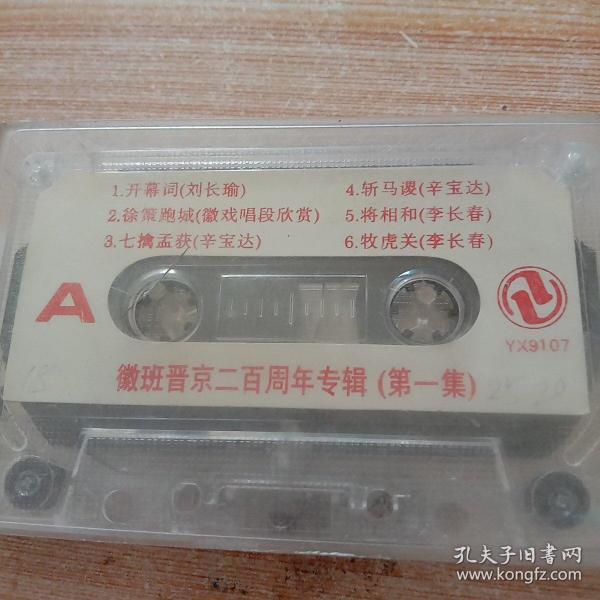 1.开幕词(刘长瑜)
2.徐策跑城(徽戏唱段欣赏)
3.七擒孟获(辛宝达)
4.斩马谡(辛宝达)
5.将相和(李长春)
6.牧虎关(李长春)
A
YX9107
徽班晋京二百周年专辑(第一集)
孔夫子旧書网
www.kongfz.com